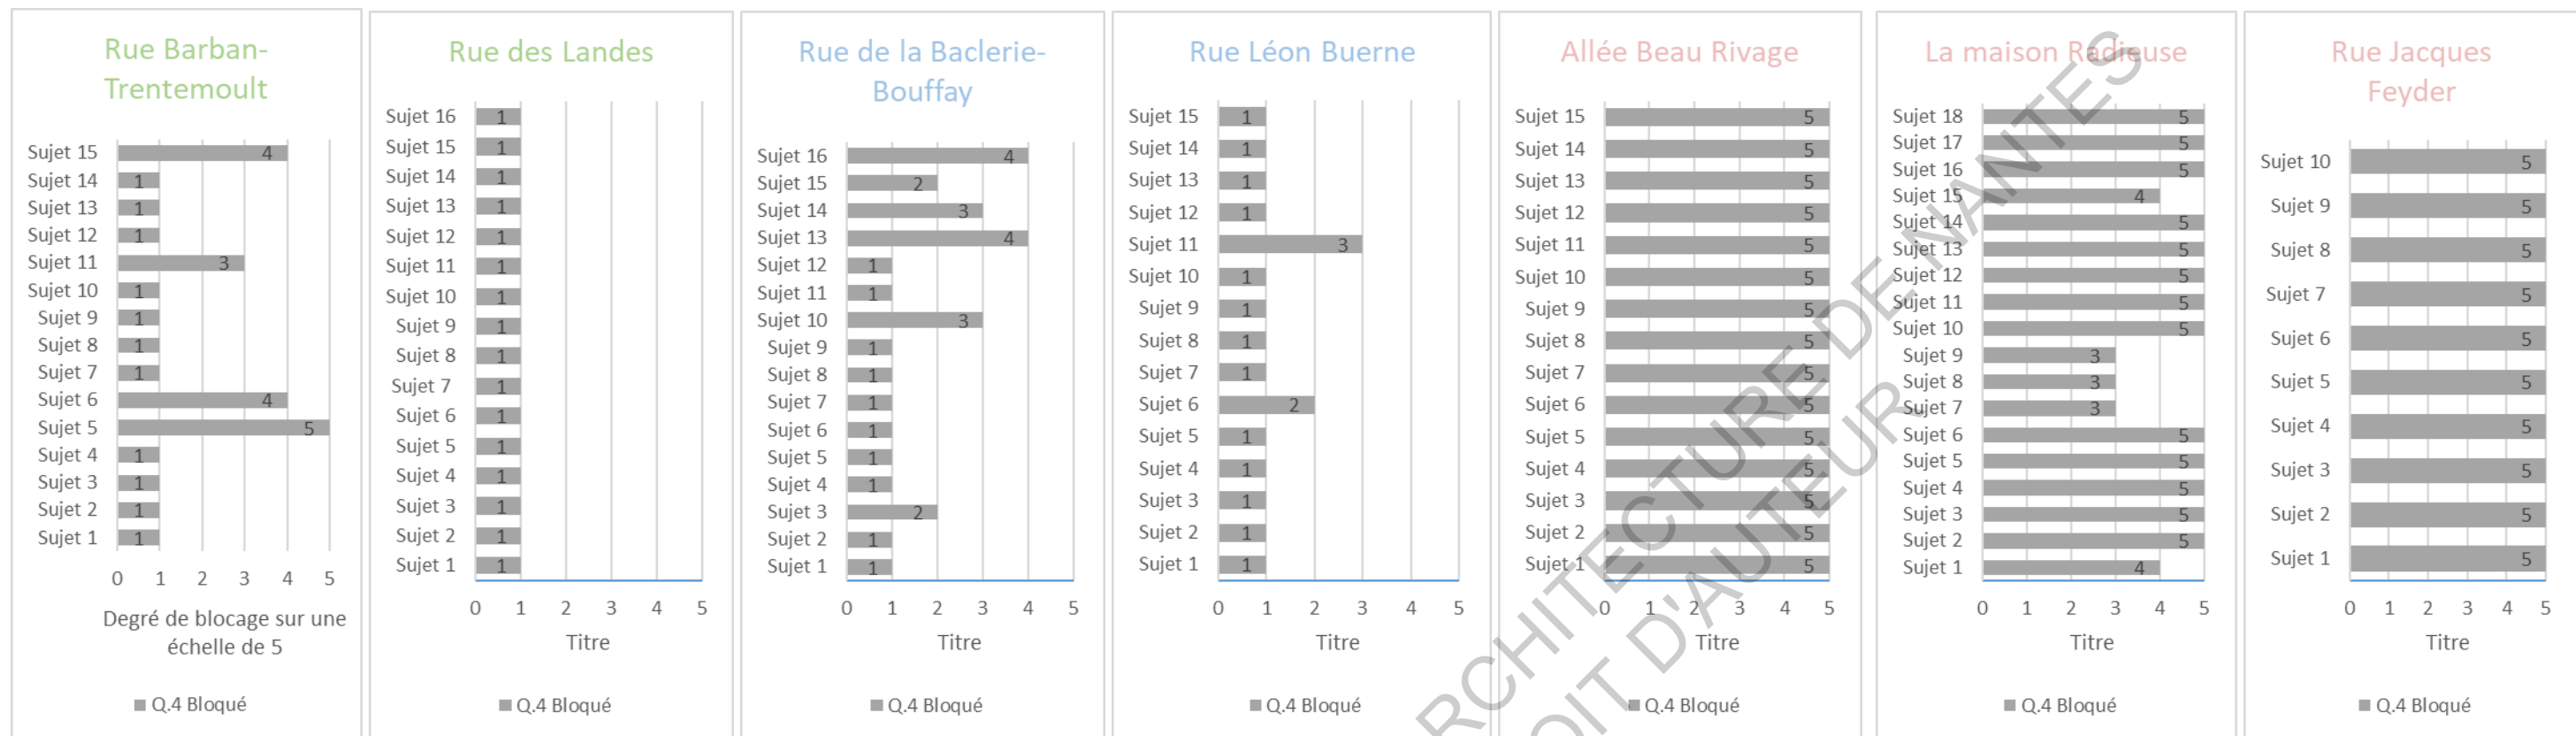 Rue Barban-
Trentemoult
Sujet 15 4
Sujet 14 1
Sujet 13 1
Sujet 12 1
Sujet 11 3
Sujet 10 1
Sujet 9 1
Sujet 8 1
Sujet 7 1
Sujet 6 4
Sujet 5 5
Sujet 4 1
Sujet 3 1
Sujet 2 1
Sujet 1 1
0 1 2 3 4 5
Degré de blocage sur une
échelle de 5
Q.4 Bloqué
Rue des Landes
Sujet 16 1
Sujet 15 1
Sujet 14 1
Sujet 13 1
Sujet 12 1
Sujet 11 1
Sujet 10 1
Sujet 9 1
Sujet 8 1
Sujet 7 1
Sujet 6 1
Sujet 5 1
Sujet 4 1
Sujet 3 1
Sujet 2 1
Sujet 1 1
0 1 2 3 4 5
Titre
Q.4 Bloqué
Rue de la Baclerie-
Bouffay
Sujet 16 4
Sujet 15 2
Sujet 14 3
Sujet 13 4
Sujet 12 1
Sujet 11 1
Sujet 10 3
Sujet 9 1
Sujet 8 1
Sujet 7 1
Sujet 6 1
Sujet 5 1
Sujet 4 1
Sujet 3 2
Sujet 2 1
Sujet 1 1
0 1 2 3 4 5
Titre
Q.4 Bloqué
Rue Léon Buerne
Sujet 15 1
Sujet 14 1
Sujet 13 1
Sujet 12 1
Sujet 11 3
Sujet 10 1
Sujet 9 1
Sujet 8 1
Sujet 7 1
Sujet 6 2
Sujet 5 1
Sujet 4 1
Sujet 3 1
Sujet 2 1
Sujet 1 1
0 1 2 3 4 5
Titre
Q.4 Bloqué
Allée Beau Rivage
Sujet 15 5
Sujet 14 5
Sujet 13 5
Sujet 12 5
Sujet 11 5
Sujet 10 5
Sujet 9 5
Sujet 8 5
Sujet 7 5
Sujet 6 5
Sujet 5 5
Sujet 4 5
Sujet 3 5
Sujet 2 5
Sujet 1 5
0 1 2 3 4 5
Titre
Q.4 Bloqué
La maison Radieuse
Sujet 18 5
Sujet 17 5
Sujet 16 5
Sujet 15 4
Sujet 14 5
Sujet 13 5
Sujet 12 5
Sujet 11 5
Sujet 10 5
Sujet 9 3
Sujet 8 3
Sujet 7 3
Sujet 6 5
Sujet 5 5
Sujet 4 5
Sujet 3 5
Sujet 2 5
Sujet 1 4
0 1 2 3 4 5
Titre
Q.4 Bloqué
Rue Jacques
Feyder
Sujet 10 5
Sujet 9 5
Sujet 8 5
Sujet 7 5
Sujet 6 5
Sujet 5 5
Sujet 4 5
Sujet 3 5
Sujet 2 5
Sujet 1 5
0 1 2 3 4 5
Titre
Q.4 Bloqué
RCHITECTURE DE NANTES
OIT D'AUTEUR